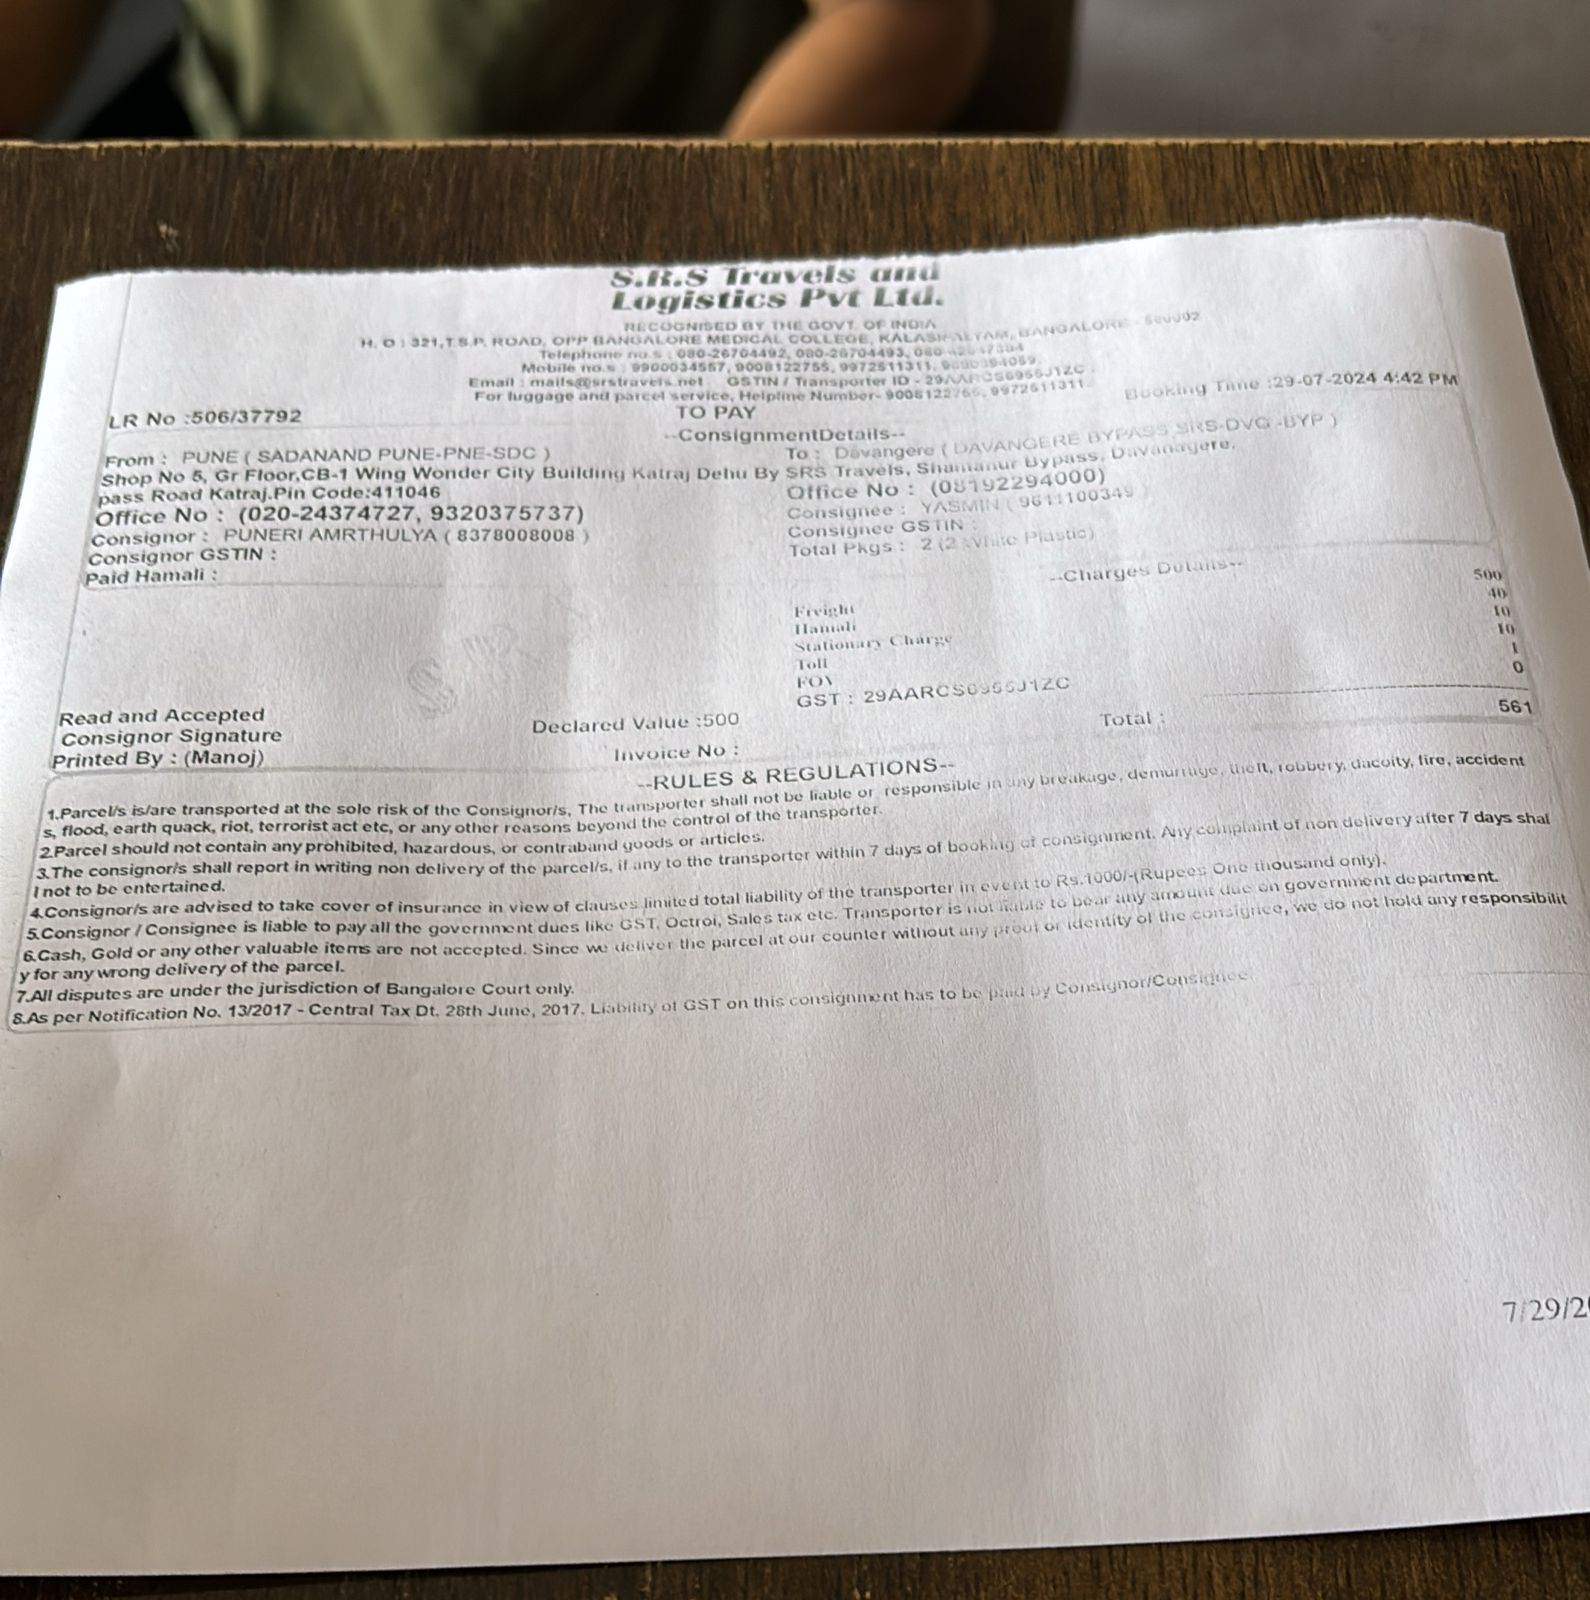 S.R.S Travels and
Logistics Pvt Ltd.
RECOGNISED BY THE GOVT. OF INDIA
H. O : 321,T.S.P. ROAD, OPP BANGALORE MEDICAL COLLEGE, KALASIPALYAM, BANGALORE - 560002
Telephone no.s : 080-26704492, 080-26704493, 080
Mobile no.s : 9900034567, 9008122755, 9972511311,
Email : mails@srstravels.net GSTIN / Transporter ID - 29AARCS6955J1ZC
For luggage and parcel service, Helpline Number- 9008122755, 9972611311
Booking Time :29-07-2024 4:42 PM
LR No :506/37792
TO PAY
--ConsignmentDetails--
From : PUNE ( SADANAND PUNE-PNE-SDC )
Shop No 5, Gr Floor,CB-1 Wing Wonder City Building Katraj Dehu By
pass Road Katraj.Pin Code:411046
Office No : (020-24374727, 9320375737)
Consignor : PUNERI AMRTHULYA ( 8378008008 )
Consignor GSTIN :
Paid Hamali :
To : Davangere ( DAVANGERE BYPASS SRS-DVG -BYP )
SRS Travels, Shamanur Bypass, Davanagere,
Office No : (08192294000)
Consignee : YASMIN ( 9611100349 )
Consignee GSTIN :
Total Pkgs : 2 (2 :White Plastic)
--Charges Details--
Freight 500
Hamali 40
Stationary Charge 10
Toll 10
FOV 1
GST : 29AARCS6955J1ZC 0
Total : 561
Read and Accepted
Consignor Signature
Printed By : (Manoj)
Declared Value :500
Invoice No :
--RULES & REGULATIONS--
1.Parcel/s is/are transported at the sole risk of the Consignor/s, The transporter shall not be liable or responsible in any breakage, demurruge, theft, robbery, dacoity, fire, accident
s, flood, earth quack, riot, terrorist act etc, or any other reasons beyond the control of the transporter.
2.Parcel should not contain any prohibited, hazardous, or contraband goods or articles.
3.The consignor/s shall report in writing non delivery of the parcel/s, if any to the transporter within 7 days of booking of consignment. Any complaint of non delivery after 7 days shal
l not to be entertained.
4.Consignor/s are advised to take cover of insurance in view of clauses limited total liability of the transporter in event to Rs.1000/-(Rupees One thousand only).
5.Consignor / Consignee is liable to pay all the government dues like GST, Octroi, Sales tax etc. Transporter is not liable to bear any amount due on government department.
6.Cash, Gold or any other valuable items are not accepted. Since we deliver the parcel at our counter without any proof or identity of the consignee, we do not hold any responsibilit
y for any wrong delivery of the parcel.
7.All disputes are under the jurisdiction of Bangalore Court only.
8.As per Notification No. 13/2017 - Central Tax Dt. 28th June, 2017. Liability of GST on this consignment has to be paid by Consignor/Consignee
7/29/2